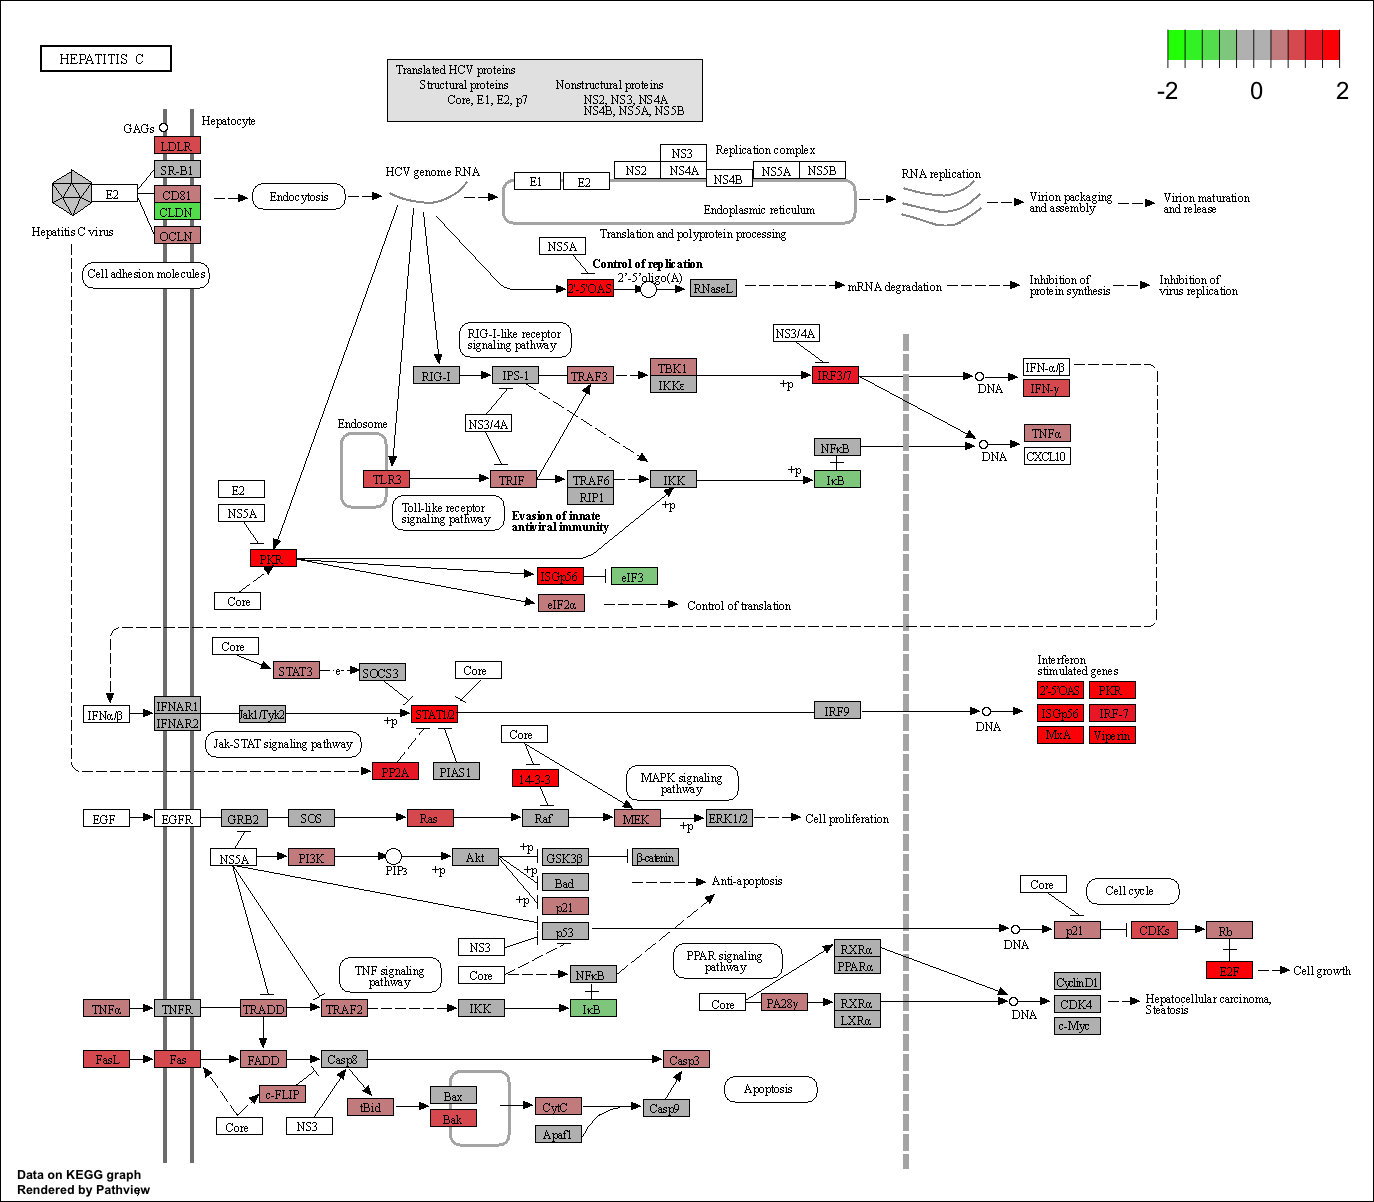 HEPATITIS C
-2 0 2
Translated HCV proteins
Structural proteins Nonstructural proteins
Core, E1, E2, p7 NS2, NS3, NS4A
NS4B, NS5A, NS5B
GAGs
Hepatocyte
LDLR
SR-B1
E2
CD81
CLDN
OCLN
Hepatitis C virus
Cell adhesion molecules
Endocytosis
HCV genome RNA
E1
E2
NS2
NS3
NS4A
NS4B
NS5A
NS5B
Replication complex
Endoplasmic reticulum
Translation and polyprotein processing
RNA replication
Virion packaging
and assembly
Virion maturation
and release
NS5A
Control of replication
2'-5'oligo(A)
2'-5'OAS
RNaseL
mRNA degradation
Inhibition of
protein synthesis
Inhibition of
virus replication
RIG-I-like receptor
signaling pathway
NS3/4A
RIG-I
IPS-1
TRAF3
TBK1
IKKε
+p
IRF3/7
DNA
IFN-α/β
IFN-γ
NS3/4A
Endosome
TLR3
TRIF
TRAF6
RIP1
IKK
+p
+p
NFκB
IκB
DNA
TNFα
CXCL10
Toll-like receptor
signaling pathway
Evasion of innate
antiviral immunity
E2
NS5A
PKR
Core
ISGp56
eIF3
eIF2α
Control of translation
Core
STAT3
e
SOCS3
Core
IFNα/β
IFNAR1
IFNAR2
Jak1/Tyk2
+p
STAT1/2
IRF9
DNA
Interferon
stimulated genes
2'-5'OAS PKR
ISGp56 IRF-7
MxA Viperin
Jak-STAT signaling pathway
PP2A
PIAS1
Core
14-3-3
MAPK signaling
pathway
EGF
EGFR
GRB2
SOS
Ras
Raf
MEK
+p
ERK1/2
Cell proliferation
NS5A
PI3K
PIP3
+p
Akt
+p
+p
+p
GSK3β
β-catenin
Bad
p21
p53
Anti-apoptosis
NS3
Core
NFκB
TNF signaling
pathway
TNFα
TNFR
TRADD
TRAF2
IKK
IκB
PPAR signaling
pathway
Core
PA28γ
RXRα
PPARα
RXRα
LXRα
DNA
Core
Cell cycle
DNA
p21
CDKs
Rb
E2F
Cell growth
CyclinD1
CDK4
c-Myc
Hepatocellular carcinoma,
Steatosis
FasL
Fas
FADD
Casp8
Casp3
c-FLIP
Core
NS3
tBid
Bax
Bak
CytC
Apaf1
Casp9
Apoptosis
Data on KEGG graph
Rendered by Pathview